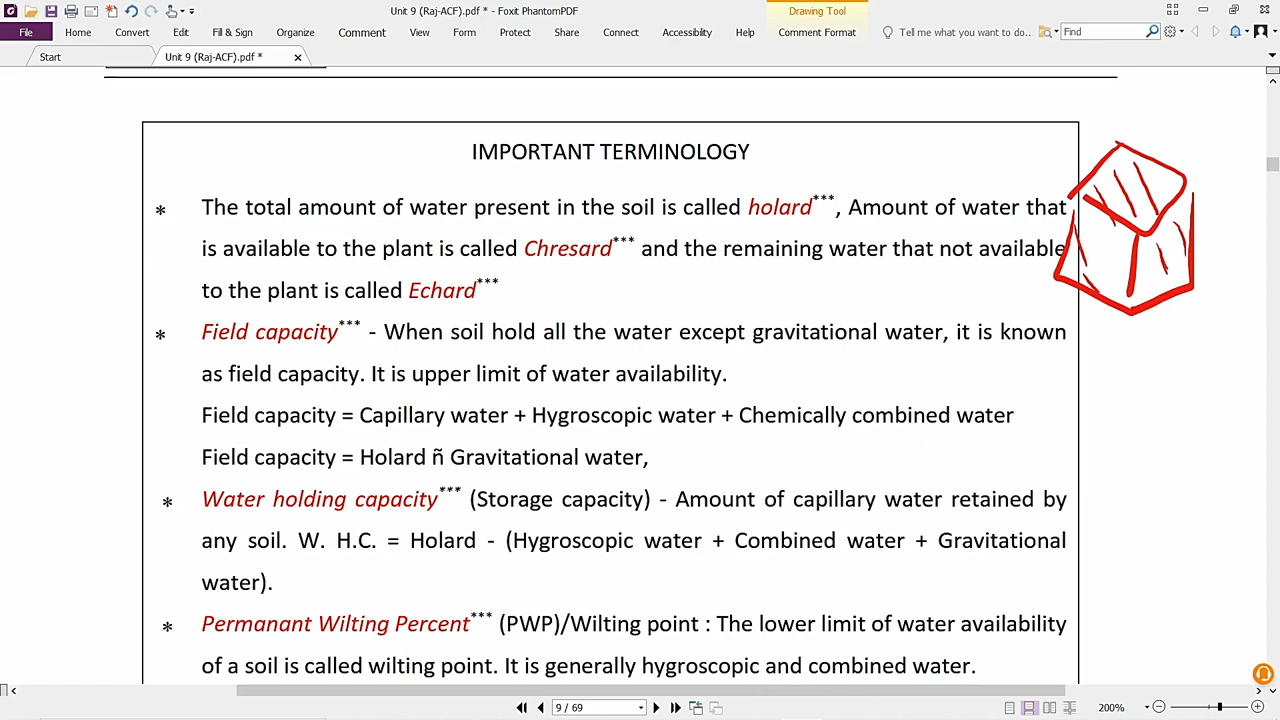 Unit 9 (Raj-ACF).pdf * - Foxit PhantomPDF
Drawing Tool
File Home Convert Edit Fill & Sign Organize Comment View Form Protect Share Connect Accessibility Help Comment Format Tell me what you want to do... Find
Start Unit 9 (Raj-ACF).pdf *
IMPORTANT TERMINOLOGY
* The total amount of water present in the soil is called holard***, Amount of water that
is available to the plant is called Chresard*** and the remaining water that not available
to the plant is called Echard***
* Field capacity*** - When soil hold all the water except gravitational water, it is known
as field capacity. It is upper limit of water availability.
Field capacity = Capillary water + Hygroscopic water + Chemically combined water
Field capacity = Holard ñ Gravitational water,
* Water holding capacity*** (Storage capacity) - Amount of capillary water retained by
any soil. W. H.C. = Holard - (Hygroscopic water + Combined water + Gravitational
water).
* Permanant Wilting Percent*** (PWP)/Wilting point : The lower limit of water availability
of a soil is called wilting point. It is generally hygroscopic and combined water.
9 / 69
200%